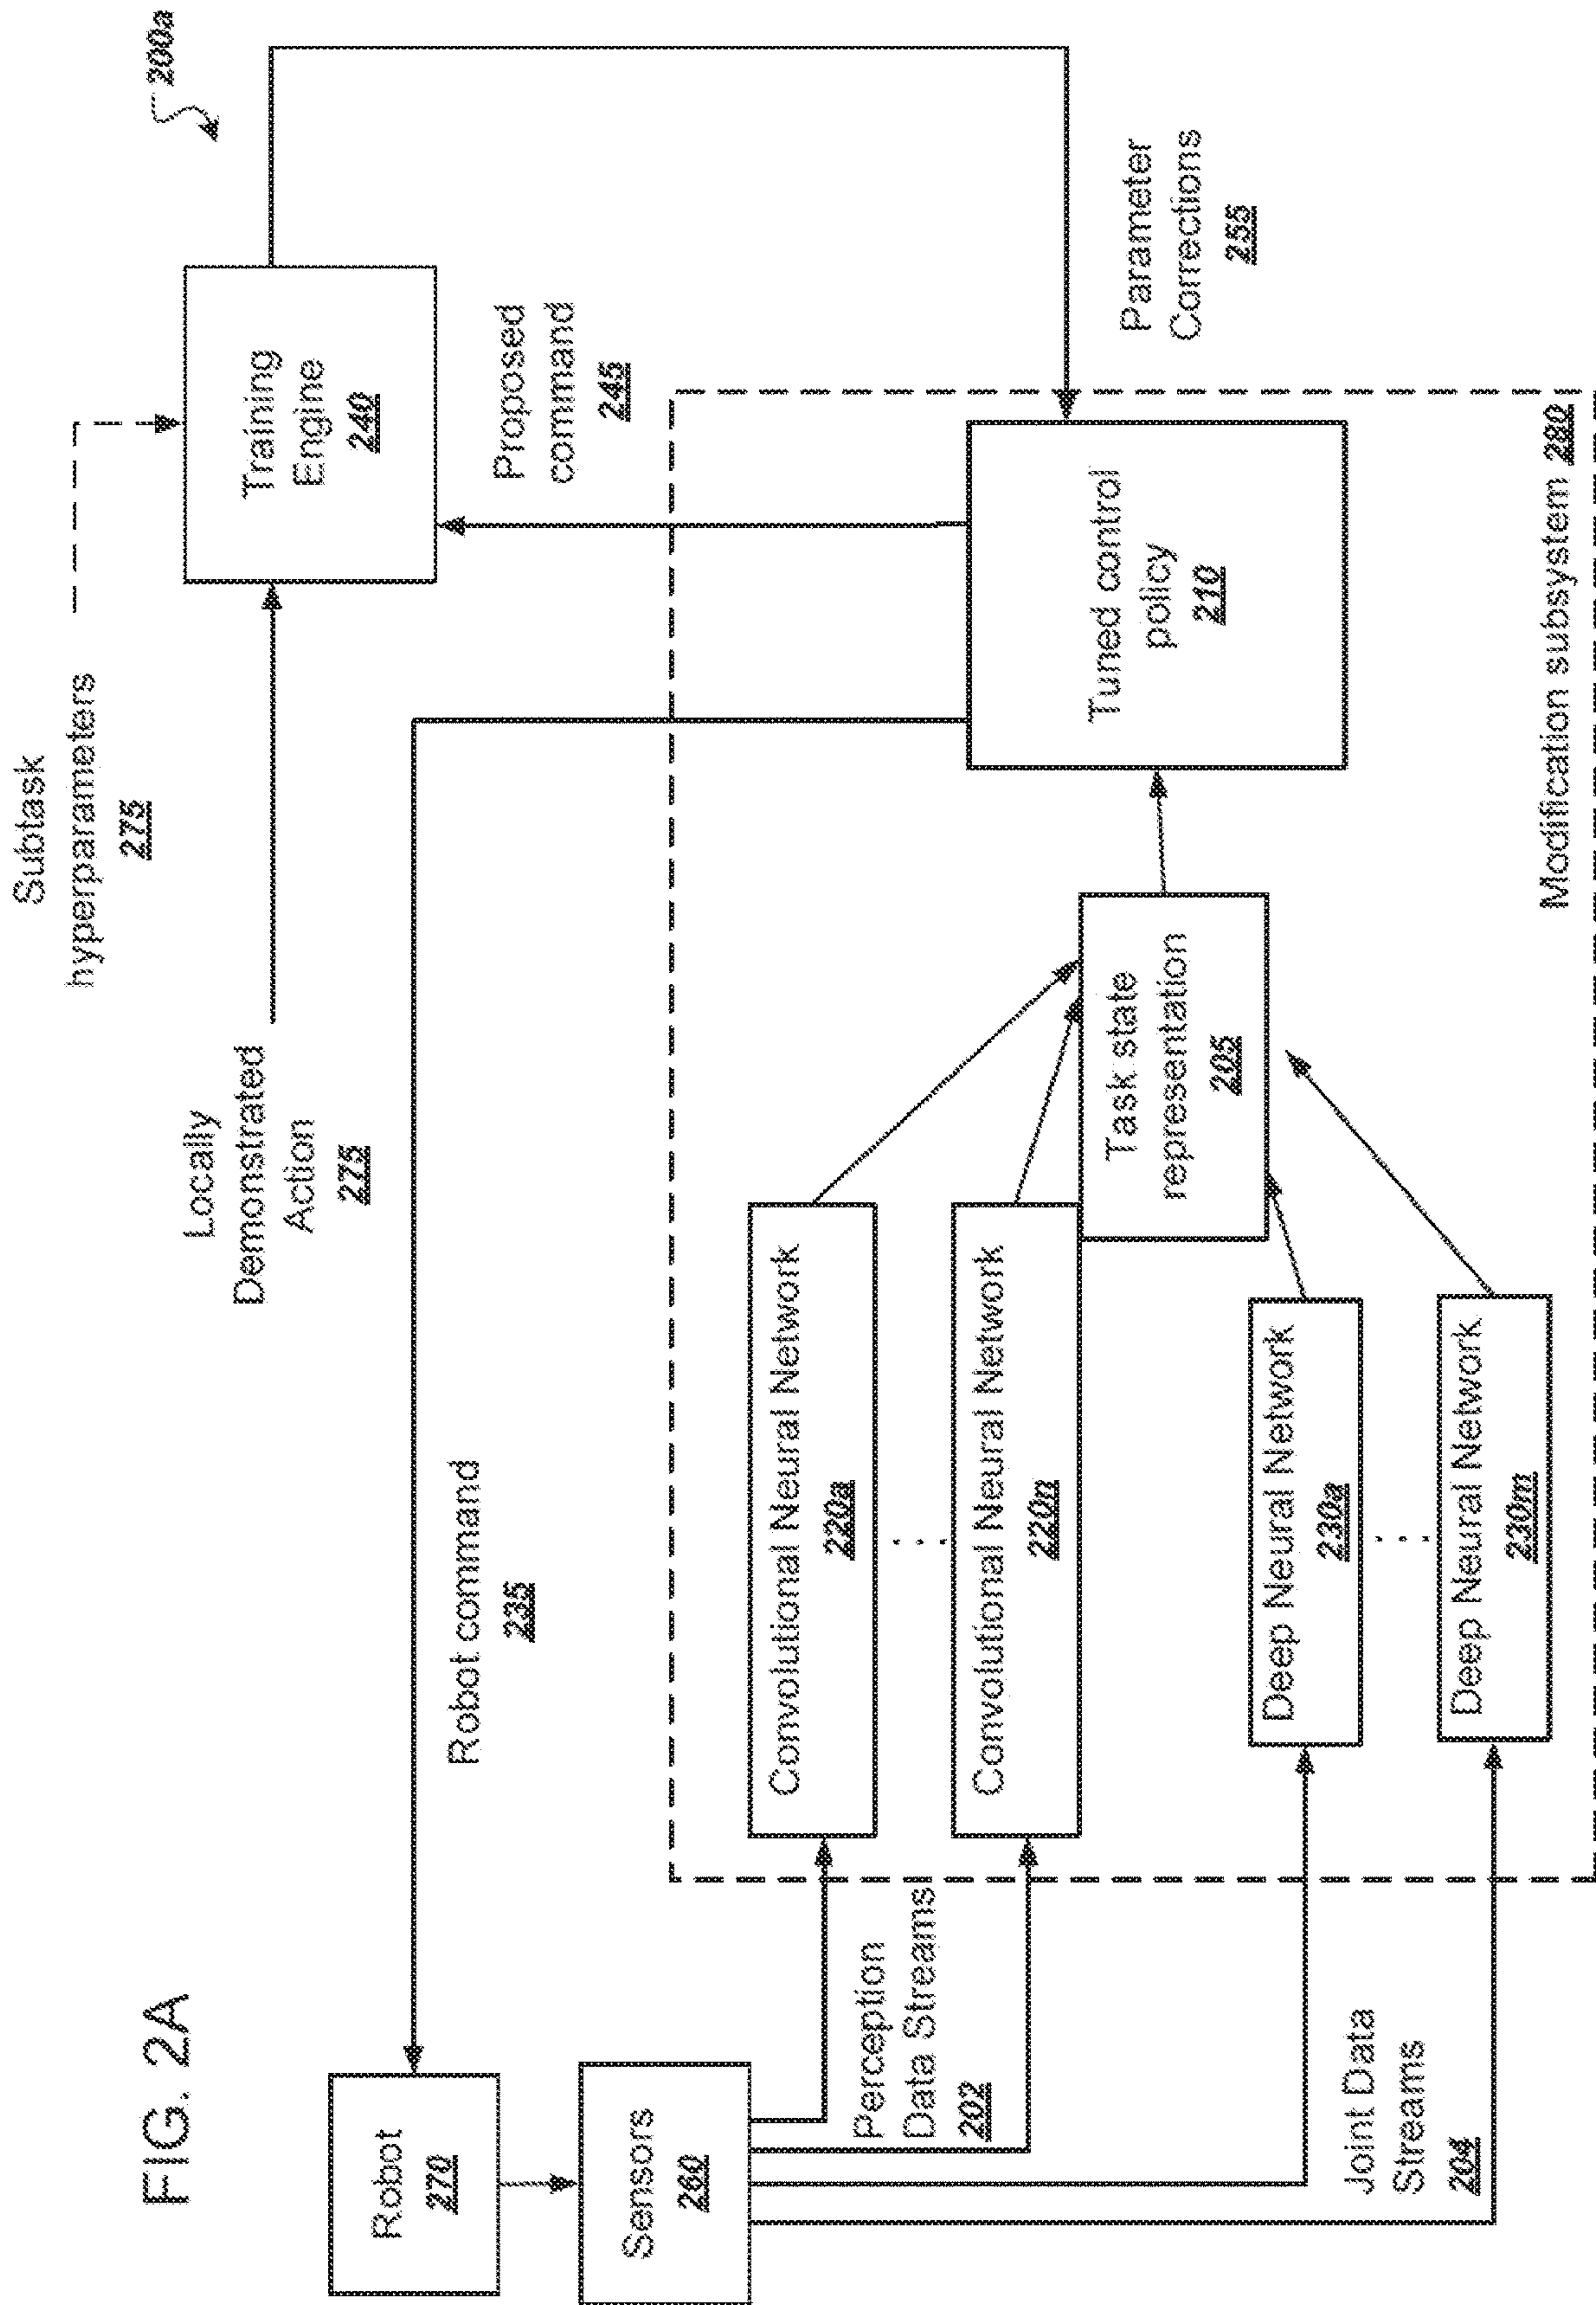 FIG. 2A
200a
Subtask
hyperparameters
275
Locally
Demonstrated
Action
275
Training
Engine
240
Robot
270
Robot command
235
Proposed
command
245
Sensors
260
Perception
Data Streams
202
Joint Data
Streams
204
Convolutional Neural Network
220a
. . . .
Convolutional Neural Network
220n
Deep Neural Network
230a
. . .
Deep Neural Network
230m
Task state
representation
205
Tuned control
policy
210
Parameter
Corrections
255
Modification subsystem 280